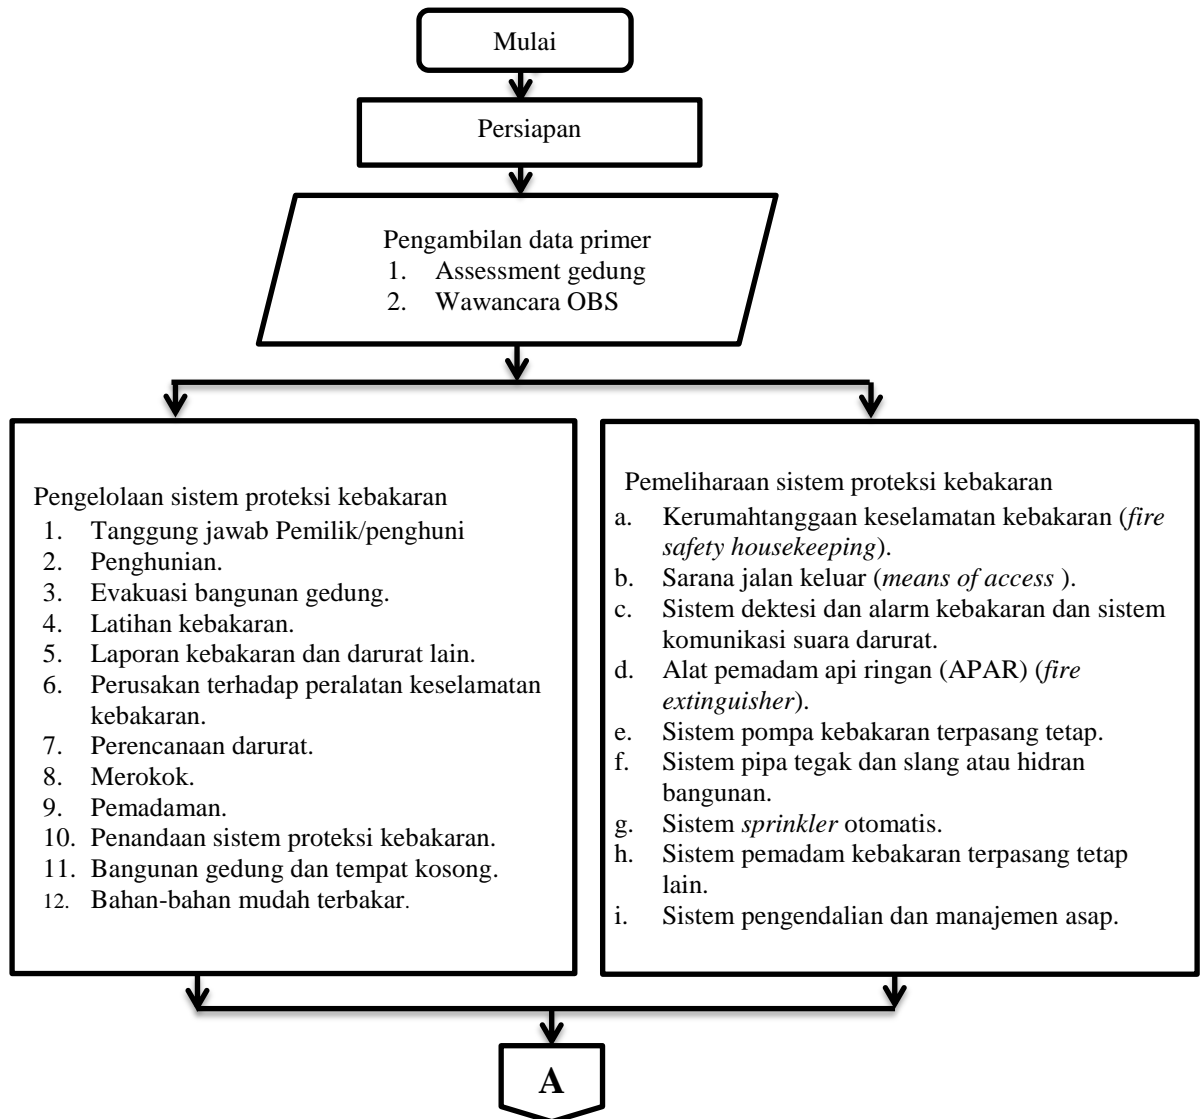 Mulai
Persiapan
Pengambilan data primer
1. Assessment gedung
2. Wawancara OBS
Pengelolaan sistem proteksi kebakaran
1. Tanggung jawab Pemilik/penghuni
2. Penghunian.
3. Evakuasi bangunan gedung.
4. Latihan kebakaran.
5. Laporan kebakaran dan darurat lain.
6. Perusakan terhadap peralatan keselamatan
kebakaran.
7. Perencanaan darurat.
8. Merokok.
9. Pemadaman.
10. Penandaan sistem proteksi kebakaran.
11. Bangunan gedung dan tempat kosong.
12. Bahan-bahan mudah terbakar.
Pemeliharaan sistem proteksi kebakaran
a. Kerumahtanggaan keselamatan kebakaran (fire
safety housekeeping).
b. Sarana jalan keluar (means of access ).
c. Sistem dektesi dan alarm kebakaran dan sistem
komunikasi suara darurat.
d. Alat pemadam api ringan (APAR) (fire
extinguisher).
e. Sistem pompa kebakaran terpasang tetap.
f. Sistem pipa tegak dan slang atau hidran
bangunan.
g. Sistem sprinkler otomatis.
h. Sistem pemadam kebakaran terpasang tetap
lain.
i. Sistem pengendalian dan manajemen asap.
A